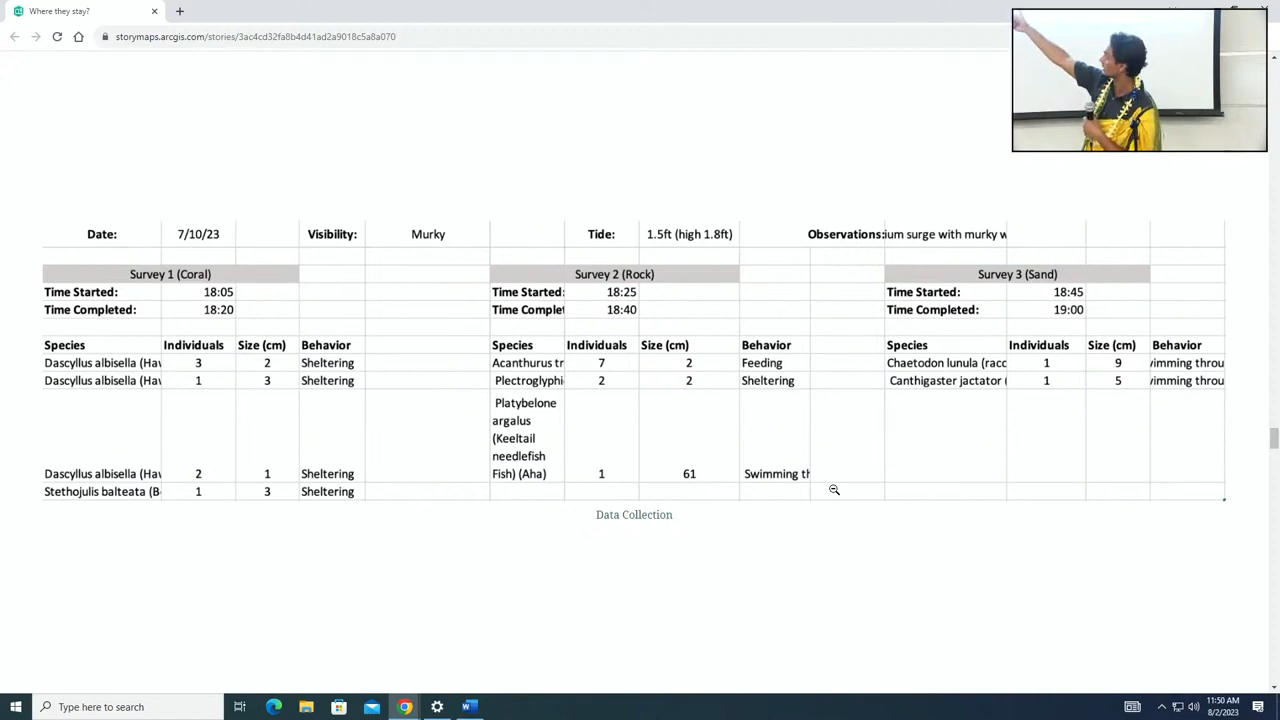 Where they stay?
storymaps.arcgis.com/stories/3ac4cd32fa8b4d41ad2a9018c5a8a070
Date: 7/10/23 Visibility: Murky Tide: 1.5ft (high 1.8ft) Observations: ium surge with murky w
Survey 1 (Coral) Survey 2 (Rock) Survey 3 (Sand)
Time Started: 18:05 Time Started: 18:25 Time Started: 18:45
Time Completed: 18:20 Time Complet 18:40 Time Completed: 19:00
Species Individuals Size (cm) Behavior Species Individuals Size (cm) Behavior Species Individuals Size (cm) Behavior
Dascyllus albisella (Hav 3 2 Sheltering Acanthurus tr 7 2 Feeding Chaetodon lunula (racc 1 9 wimming throu
Dascyllus albisella (Hav 1 3 Sheltering Plectroglyphi 2 2 Sheltering Canthigaster jactator ( 1 5 wimming throu
Platybelone
argalus
(Keeltail
needlefish
Dascyllus albisella (Hav 2 1 Sheltering Fish) (Aha) 1 61 Swimming th
Stethojulis balteata (B 1 3 Sheltering
Data Collection
Type here to search
11:50 AM
8/2/2023